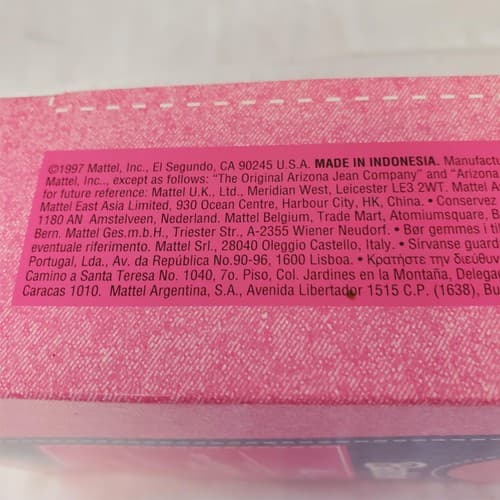 ©1997 Mattel, Inc., El Segundo, CA 90245 U.S.A. MADE IN INDONESIA. Manufactu
Mattel, Inc., except as follows: "The Original Arizona Jean Company" and "Arizona
for future reference: Mattel U.K., Ltd., Meridian West, Leicester LE3 2WT. Mattel A
Mattel East Asia Limited, 930 Ocean Centre, Harbour City, HK, China. • Conservez
1180 AN Amstelveen, Nederland. Mattel Belgium, Trade Mart, Atomiumsquare, B
Bern. Mattel Ges.m.b.H., Triester Str., A-2355 Wiener Neudorf. • Bør gemmes i til
eventuale riferimento. Mattel Srl., 28040 Oleggio Castello, Italy. • Sirvanse guard
Portugal, Lda., Av. da República No.90-96, 1600 Lisboa. • Κρατήστε την διεύθυν
Camino a Santa Teresa No. 1040, 7o. Piso, Col. Jardines en la Montaña, Delega
Caracas 1010. Mattel Argentina, S.A., Avenida Libertador 1515 C.P. (1638), Bu